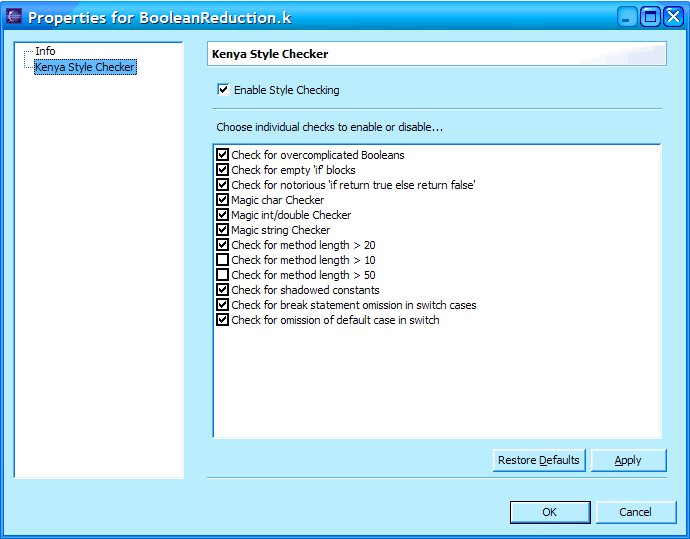 Properties for BooleanReduction.k
Info
Kenya Style Checker
Kenya Style Checker
Enable Style Checking
Choose individual checks to enable or disable...
Check for overcomplicated Booleans
Check for empty 'if' blocks
Check for notorious 'if return true else return false'
Magic char Checker
Magic int/double Checker
Magic string Checker
Check for method length > 20
Check for method length > 10
Check for method length > 50
Check for shadowed constants
Check for break statement omission in switch cases
Check for omission of default case in switch
Restore Defaults
Apply
OK
Cancel